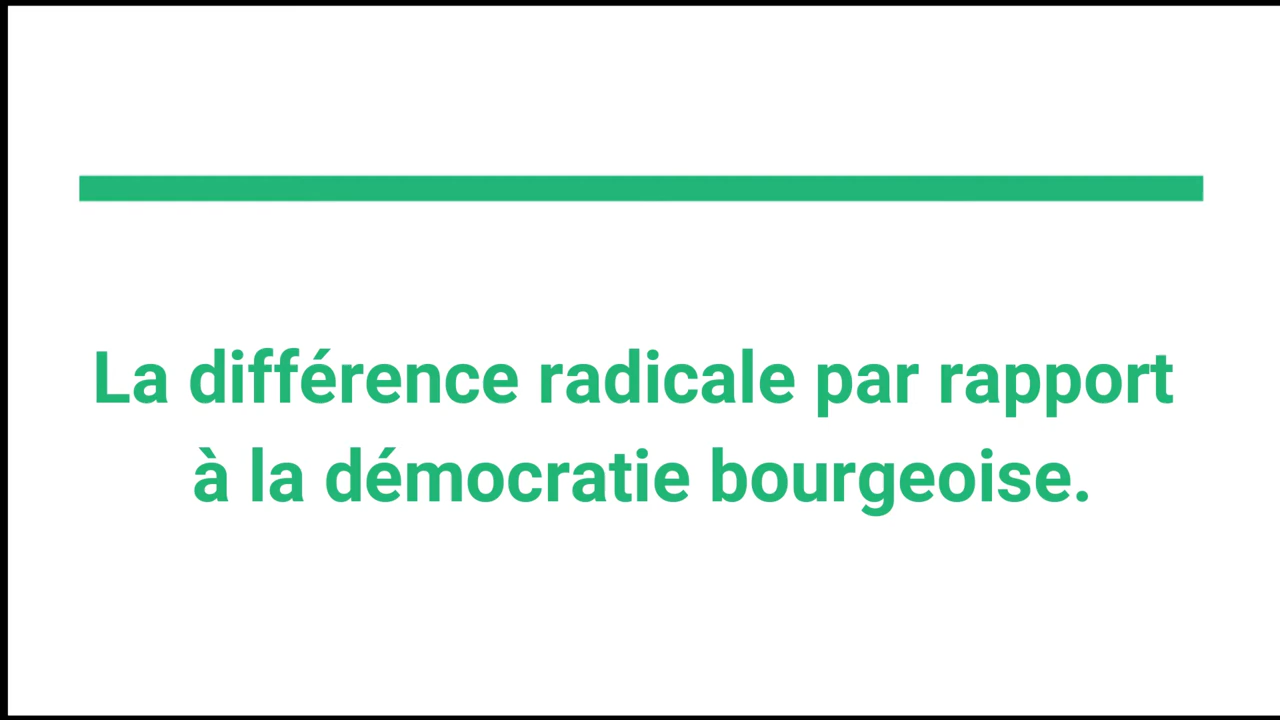 La différence radicale par rapport
à la démocratie bourgeoise.